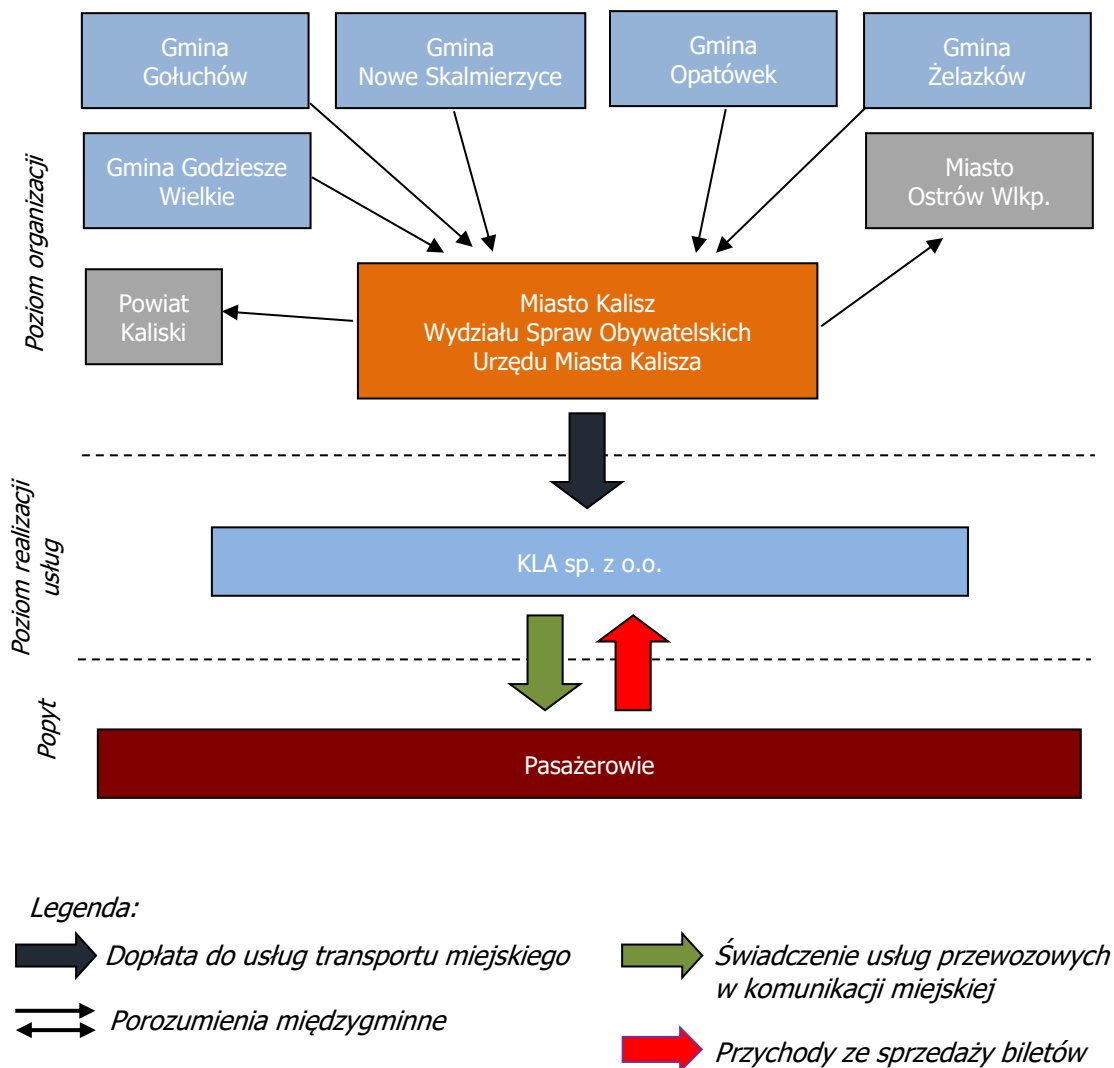 Gmina
Gołuchów
Gmina
Nowe Skalmierzyce
Gmina
Opatówek
Gmina
Żelazków
Gmina Godziesze
Wielkie
Miasto
Ostrów Wlkp.
Poziom organizacji
Powiat
Kaliski
Miasto Kalisz
Wydziału Spraw Obywatelskich
Urzędu Miasta Kalisza
Poziom realizacji
usług
KLA sp. z o.o.
Popyt
Pasażerowie
Legenda:
Dopłata do usług transportu miejskiego
Porozumienia międzygminne
Świadczenie usług przewozowych
w komunikacji miejskiej
Przychody ze sprzedaży biletów